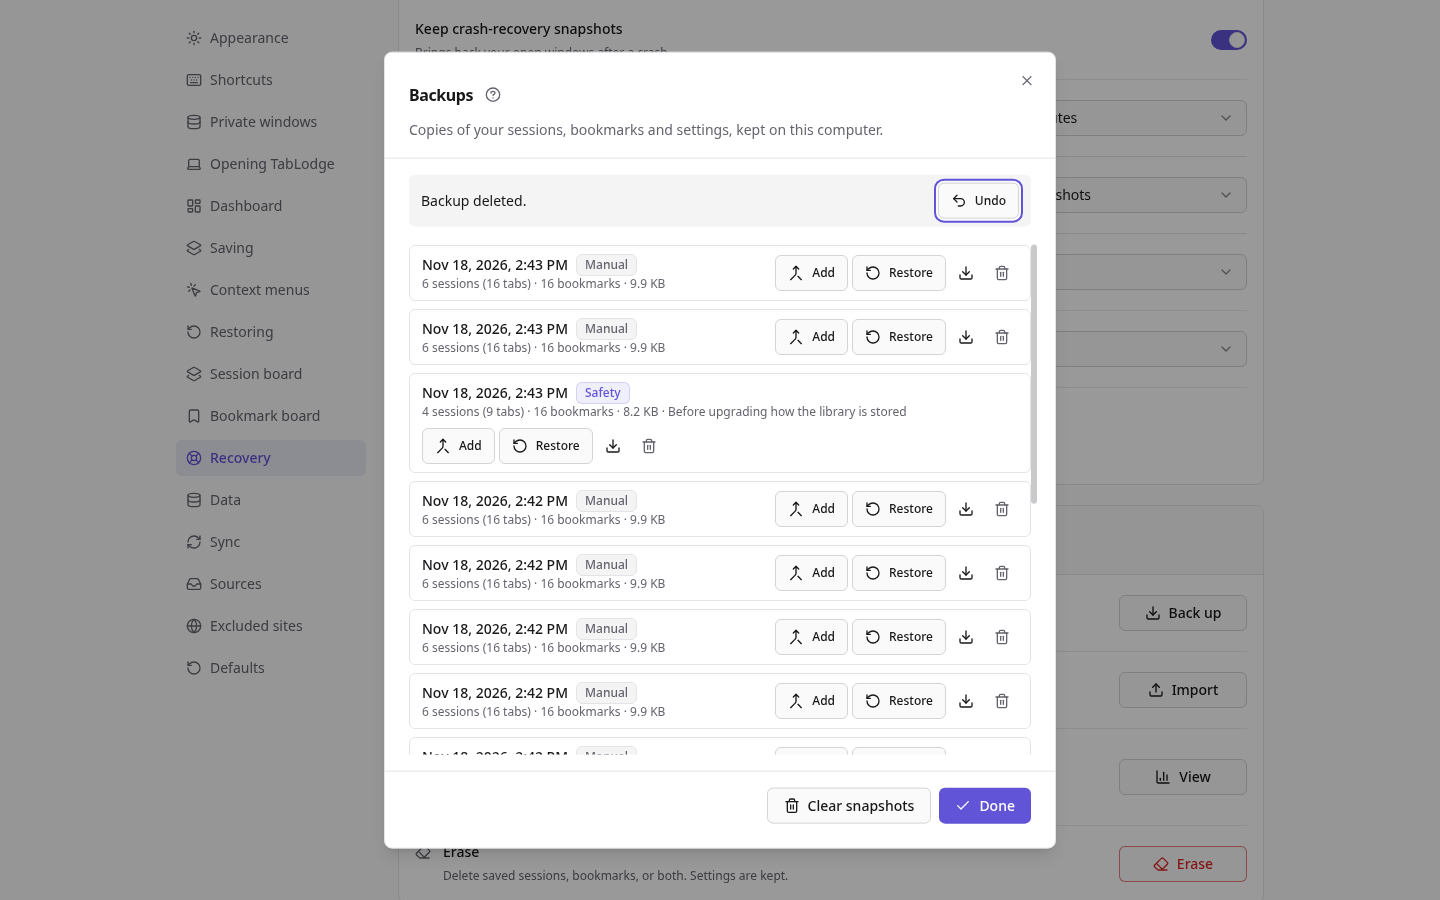 Appearance
Shortcuts
Private windows
Opening TabLodge
Dashboard
Saving
Context menus
Restoring
Session board
Bookmark board
Recovery
Data
Sync
Sources
Excluded sites
Defaults
Keep crash-recovery snapshots
Backups
Copies of your sessions, bookmarks and settings, kept on this computer.
Backup deleted.
Undo
Nov 18, 2026, 2:43 PM Manual
6 sessions (16 tabs) · 16 bookmarks · 9.9 KB
Add Restore
Nov 18, 2026, 2:43 PM Manual
6 sessions (16 tabs) · 16 bookmarks · 9.9 KB
Add Restore
Nov 18, 2026, 2:43 PM Safety
4 sessions (9 tabs) · 16 bookmarks · 8.2 KB · Before upgrading how the library is stored
Add Restore
Nov 18, 2026, 2:42 PM Manual
6 sessions (16 tabs) · 16 bookmarks · 9.9 KB
Add Restore
Nov 18, 2026, 2:42 PM Manual
6 sessions (16 tabs) · 16 bookmarks · 9.9 KB
Add Restore
Nov 18, 2026, 2:42 PM Manual
6 sessions (16 tabs) · 16 bookmarks · 9.9 KB
Add Restore
Nov 18, 2026, 2:42 PM Manual
6 sessions (16 tabs) · 16 bookmarks · 9.9 KB
Add Restore
Clear snapshots
Done
Back up
Import
View
Erase
Delete saved sessions, bookmarks, or both. Settings are kept.
Erase